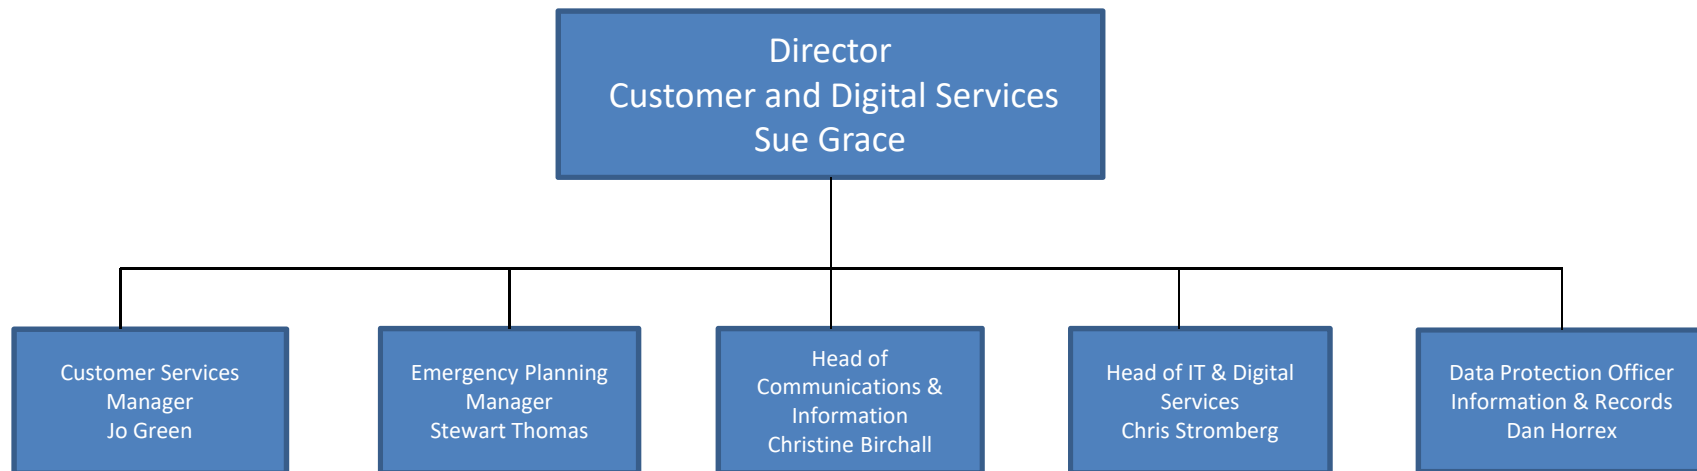 Director
Customer and Digital Services
Sue Grace
Customer Services
Manager
Jo Green
Emergency Planning
Manager
Stewart Thomas
Head of
Communications &
Information
Christine Birchall
Head of IT & Digital
Services
Chris Stromberg
Data Protection Officer
Information & Records
Dan Horrex